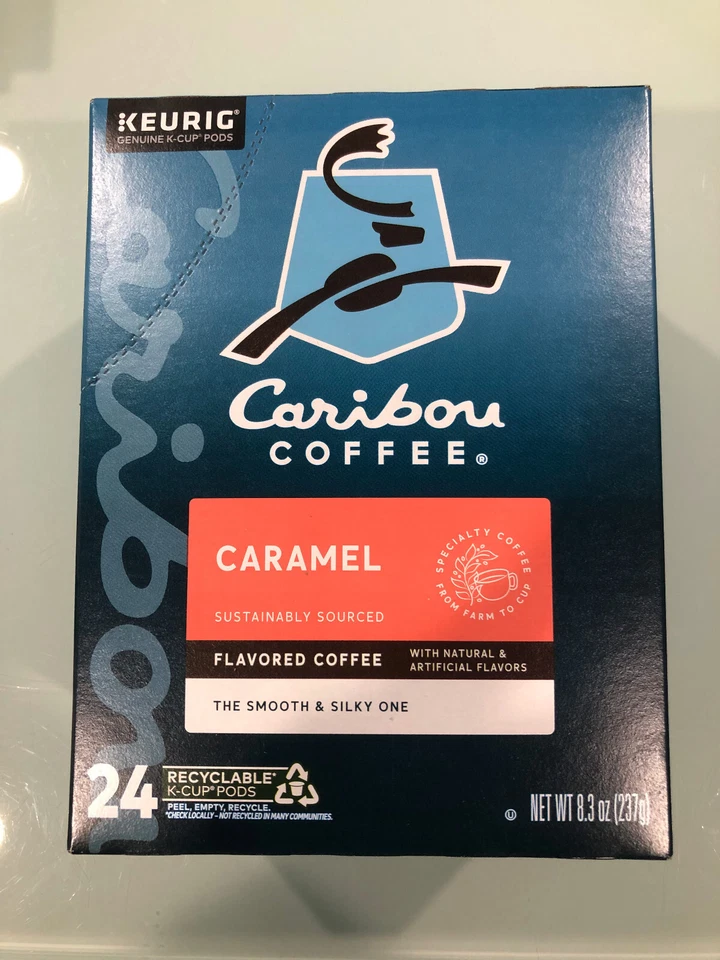 KEURIG®
GENUINE K-CUP® PODS
Caribou
Caribou
COFFEE®
CARAMEL
SPECIALTY COFFEE
FROM FARM TO CUP
SUSTAINABLY SOURCED
FLAVORED COFFEE
WITH NATURAL &
ARTIFICIAL FLAVORS
THE SMOOTH & SILKY ONE
24
RECYCLABLE*
K-CUP® PODS
PEEL, EMPTY, RECYCLE.
*CHECK LOCALLY – NOT RECYCLED IN MANY COMMUNITIES.
U
NET WT 8.3 oz (237g)